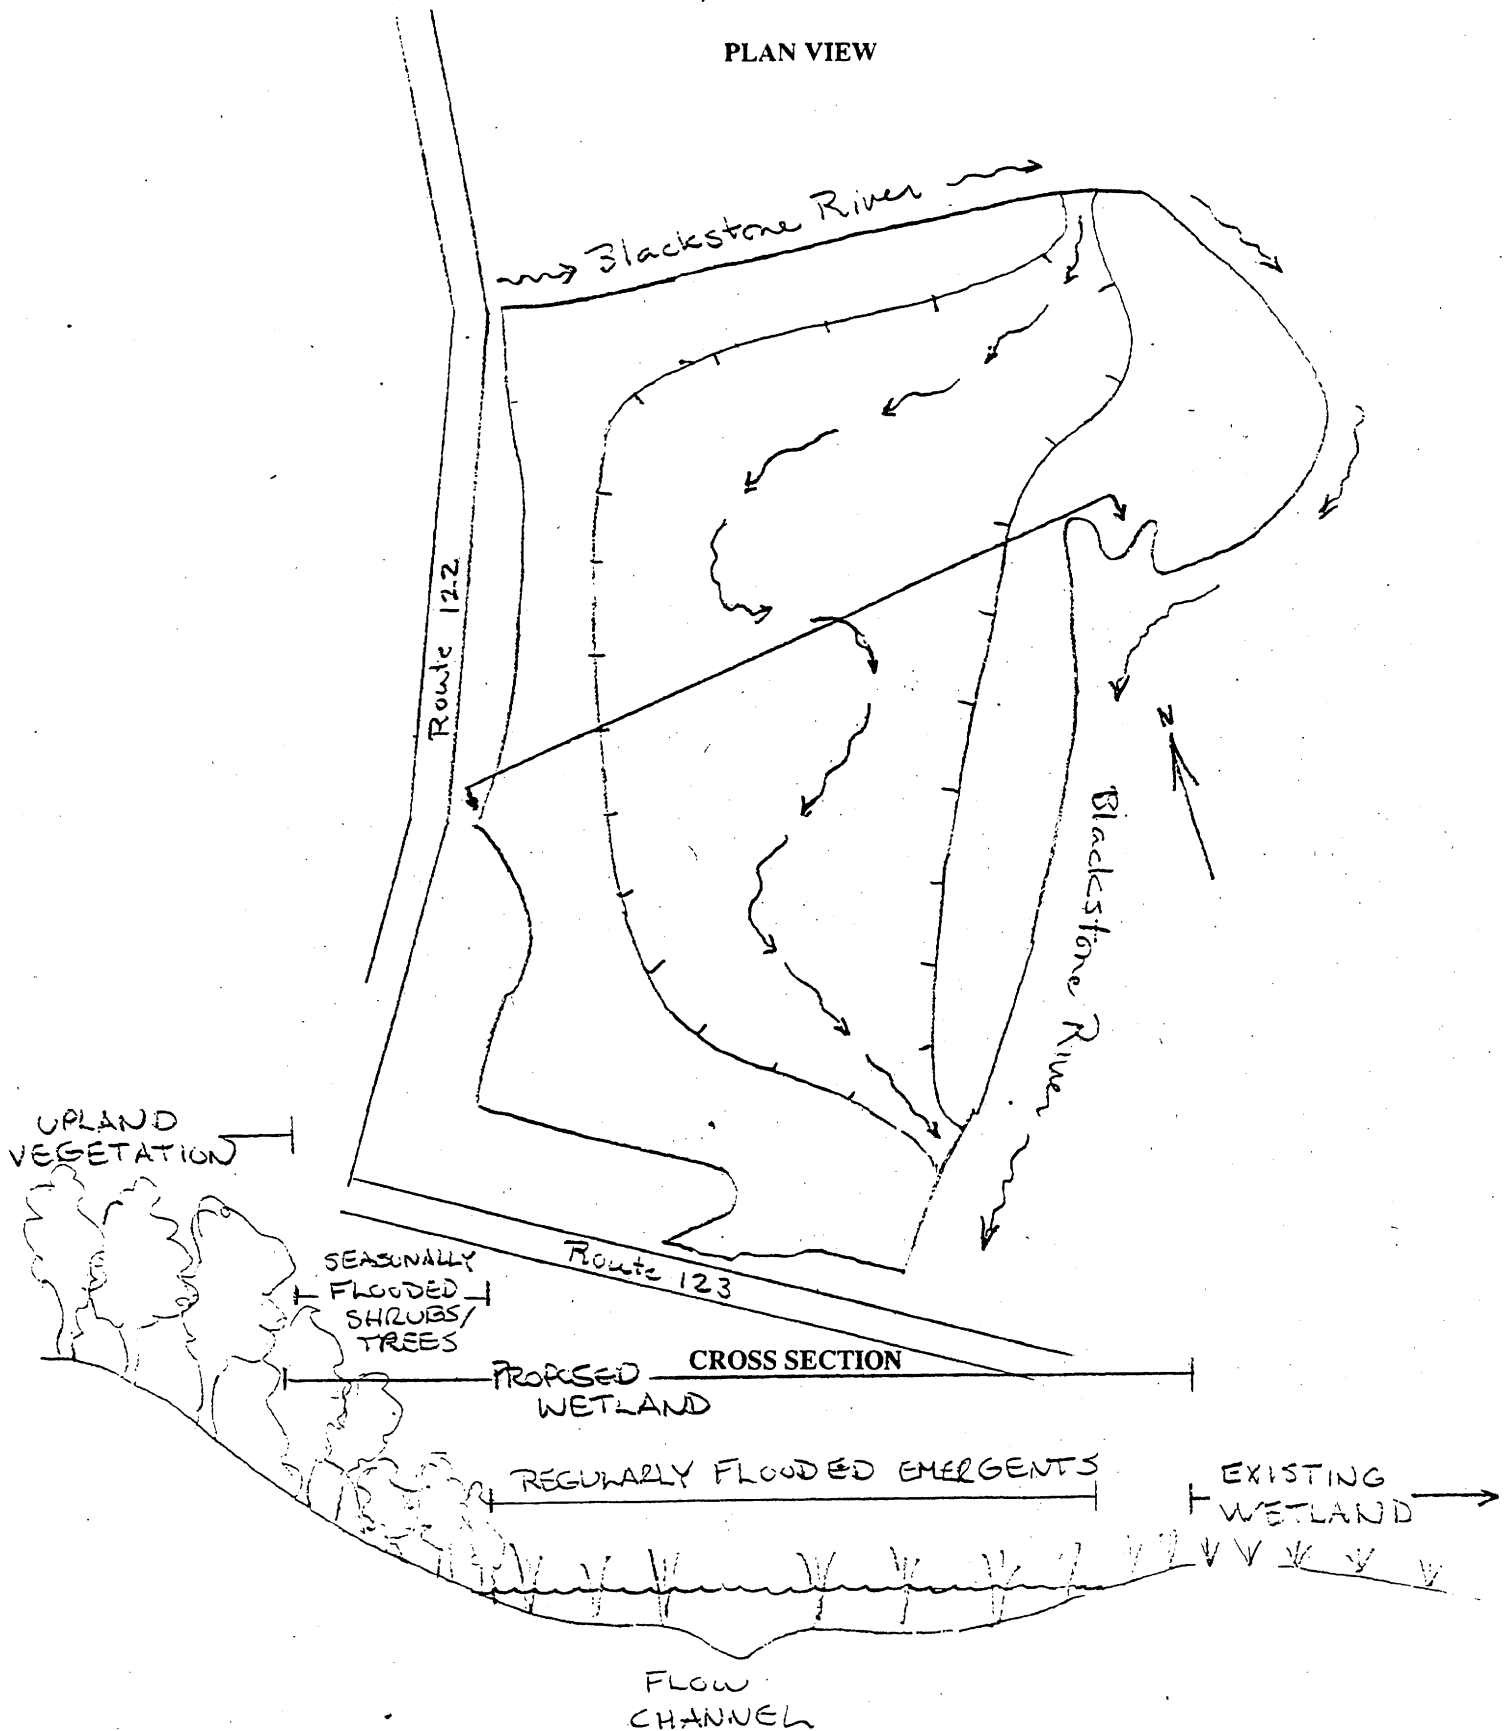 PLAN VIEW
Blackstone River
Route 122
N
Blackstone River
UPLAND
VEGETATION
SEASONALLY
FLOODED
SHRUBS/
TREES
Route 123
CROSS SECTION
PROPOSED
WETLAND
REGULARLY FLOODED EMERGENTS
EXISTING
WETLAND
FLOW
CHANNEL